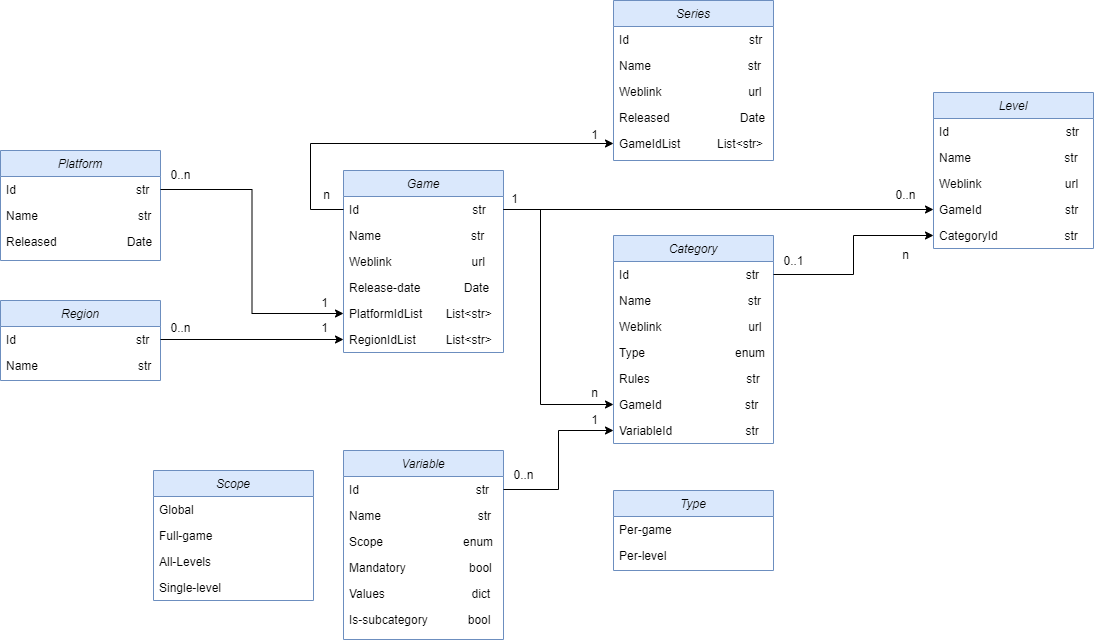 Series
Id str
Name str
Weblink url
Released Date
GameIdList List<str>
1
Level
Id str
Name str
Weblink url
GameId str
CategoryId str
0..n
n
Platform
Id str
Name str
Released Date
0..n
Region
Id str
Name str
0..n
n
Game
Id str
Name str
Weblink url
Release-date Date
PlatformIdList List<str>
RegionIdList List<str>
1
1
1
Category
Id str
Name str
Weblink url
Type enum
Rules str
GameId str
VariableId str
0..1
n
1
Scope
Global
Full-game
All-Levels
Single-level
Variable
Id str
Name str
Scope enum
Mandatory bool
Values dict
Is-subcategory bool
0..n
Type
Per-game
Per-level